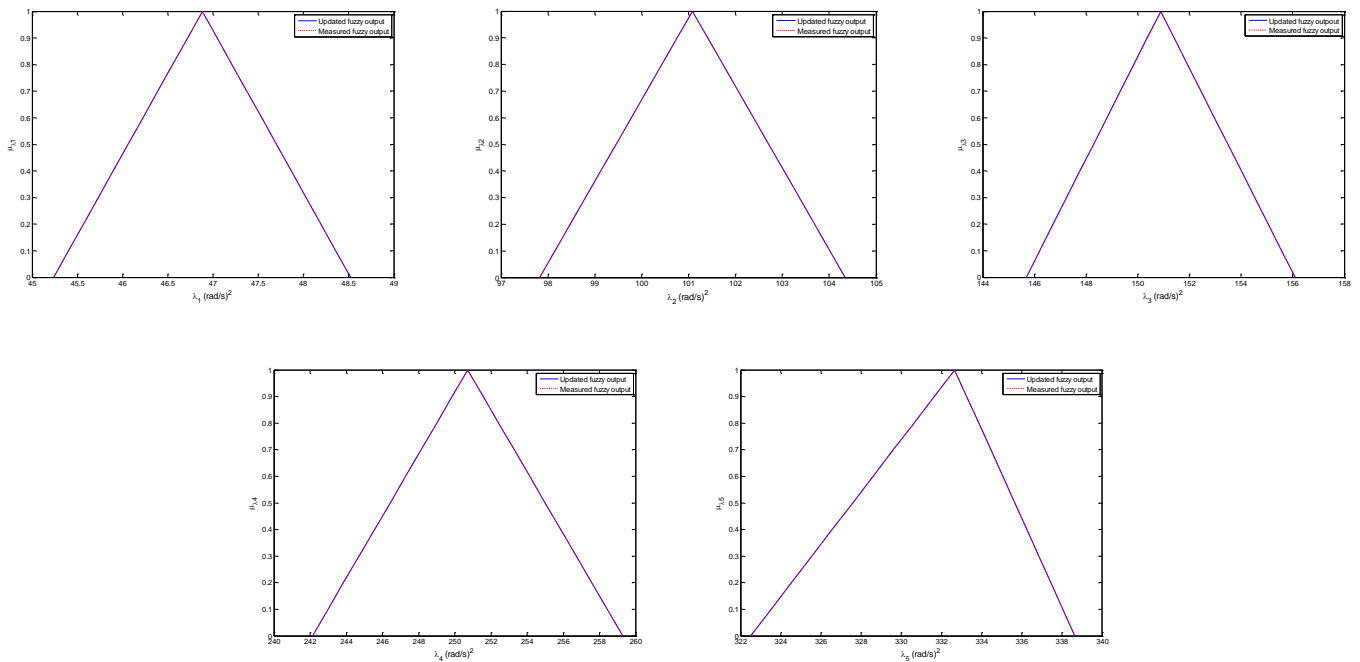 Updated fuzzy output
Measured fuzzy output
1
0.9
0.8
0.7
0.6
0.5
0.4
0.3
0.2
0.1
0
μλ1
45 45.5 46 46.5 47 47.5 48 48.5 49
λ1 (rad/s)2
Updated fuzzy output
Measured fuzzy output
1
0.9
0.8
0.7
0.6
0.5
0.4
0.3
0.2
0.1
0
μλ2
97 98 99 100 101 102 103 104 105
λ2 (rad/s)2
Updated fuzzy output
Measured fuzzy output
1
0.9
0.8
0.7
0.6
0.5
0.4
0.3
0.2
0.1
0
μλ3
144 146 148 150 152 154 156 158
λ3 (rad/s)2
Updated fuzzy output
Measured fuzzy output
1
0.9
0.8
0.7
0.6
0.5
0.4
0.3
0.2
0.1
0
μλ4
240 242 244 246 248 250 252 254 256 258 260
λ4 (rad/s)2
Updated fuzzy output
Measured fuzzy output
1
0.9
0.8
0.7
0.6
0.5
0.4
0.3
0.2
0.1
0
μλ5
322 324 326 328 330 332 334 336 338 340
λ5 (rad/s)2